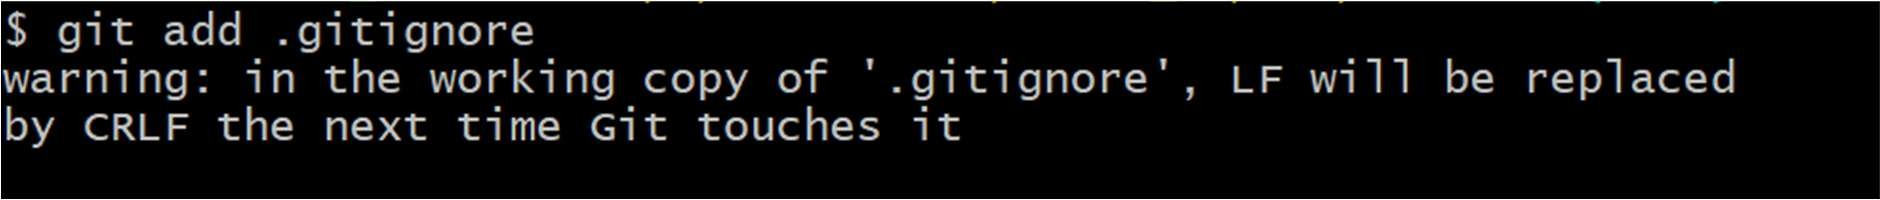 $ git add .gitignore
warning: in the working copy of '.gitignore', LF will be replaced
by CRLF the next time Git touches it